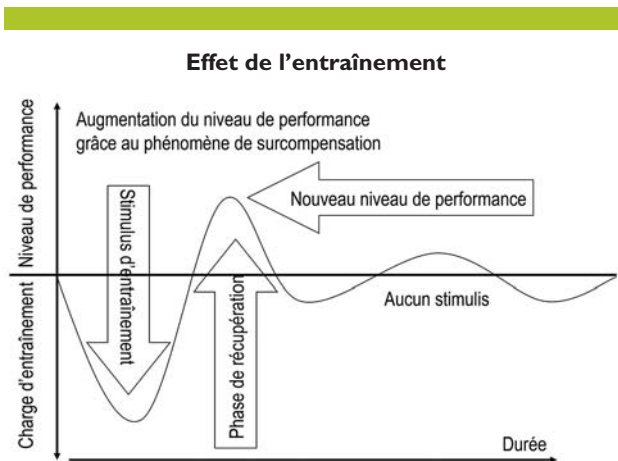 Effet de l’entraînement
Augmentation du niveau de performance
grâce au phénomène de surcompensation
Niveau de performance
Charge d'entraînement
Stimulus d'entraînement
Nouveau niveau de performance
Phase de récupération
Aucun stimulis
Durée